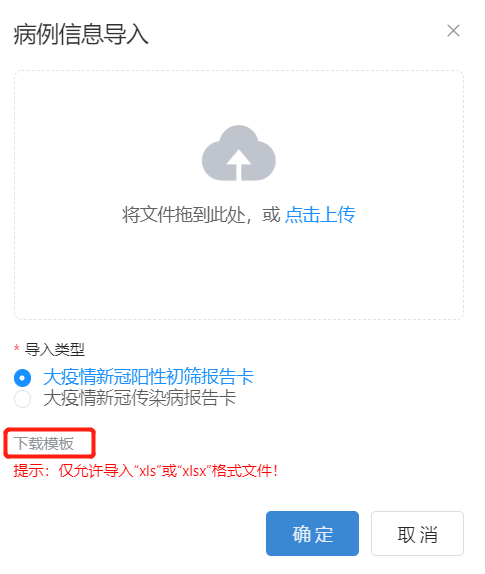 病例信息导入
将文件拖到此处，或 点击上传
* 导入类型
大疫情新冠阳性初筛报告卡
大疫情新冠传染病报告卡
下载模板
提示：仅允许导入“xls”或“xlsx”格式文件！
确 定
取 消